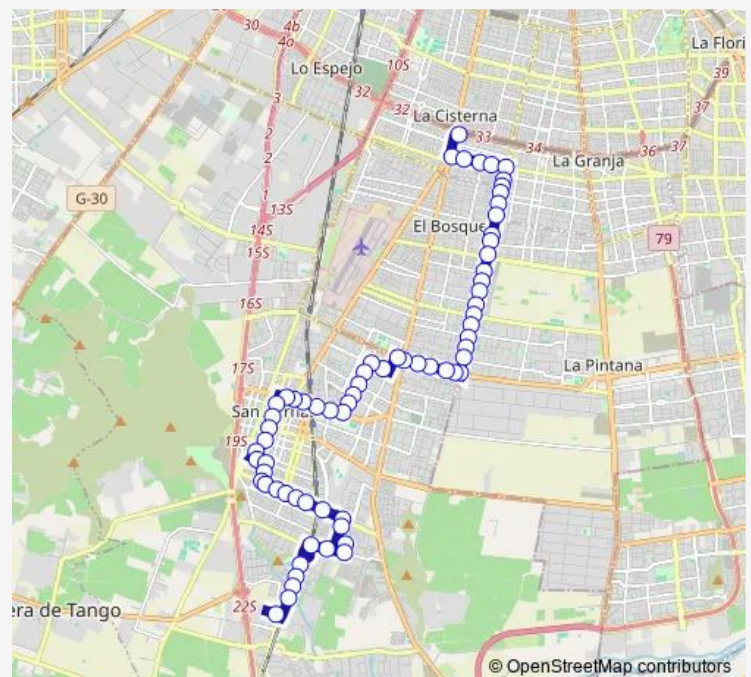 30
4b
4a
La Flori
10S
39
Lo Espejo
3
32
32
37
La Cisterna
33
34
36
37
2
La Granja
2
1
G-30
13S
El Bosque
14S
79
15S
16S
17S
La Pintana
San
19S
22S
era de Tango
© OpenStreetMap contributors